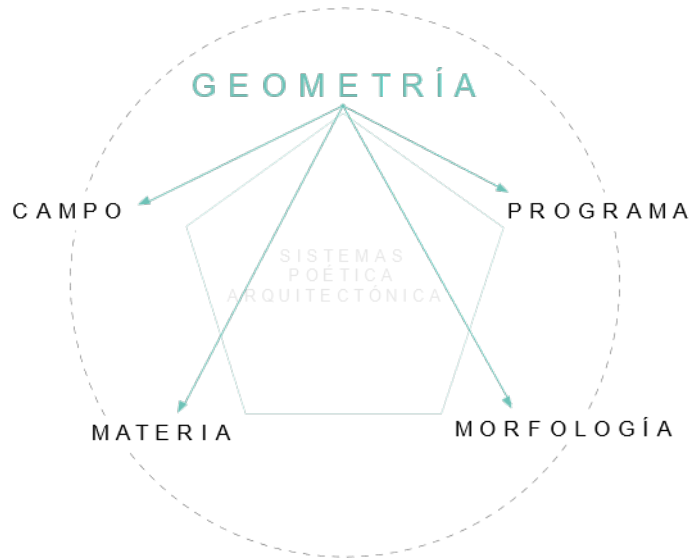 GEOMETRÍA
CAMPO
PROGRAMA
SISTEMAS
POÉTICA
ARQUITECTÓNICA
MATERIA
MORFOLOGÍA